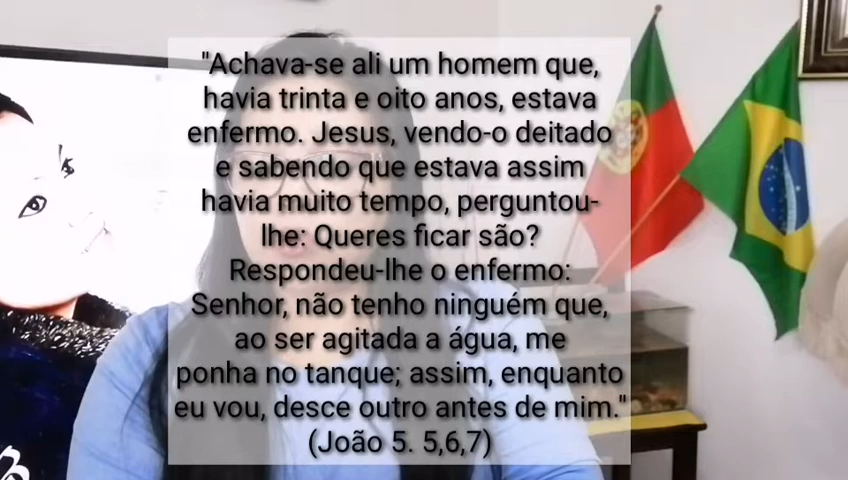 "Achava-se ali um homem que,
havia trinta e oito anos, estava
enfermo. Jesus, vendo-o deitado
e sabendo que estava assim
havia muito tempo, perguntou-
lhe: Queres ficar são?
Respondeu-lhe o enfermo:
Senhor, não tenho ninguém que,
ao ser agitada a água, me
ponha no tanque; assim, enquanto
eu vou, desce outro antes de mim."
(João 5. 5,6,7)